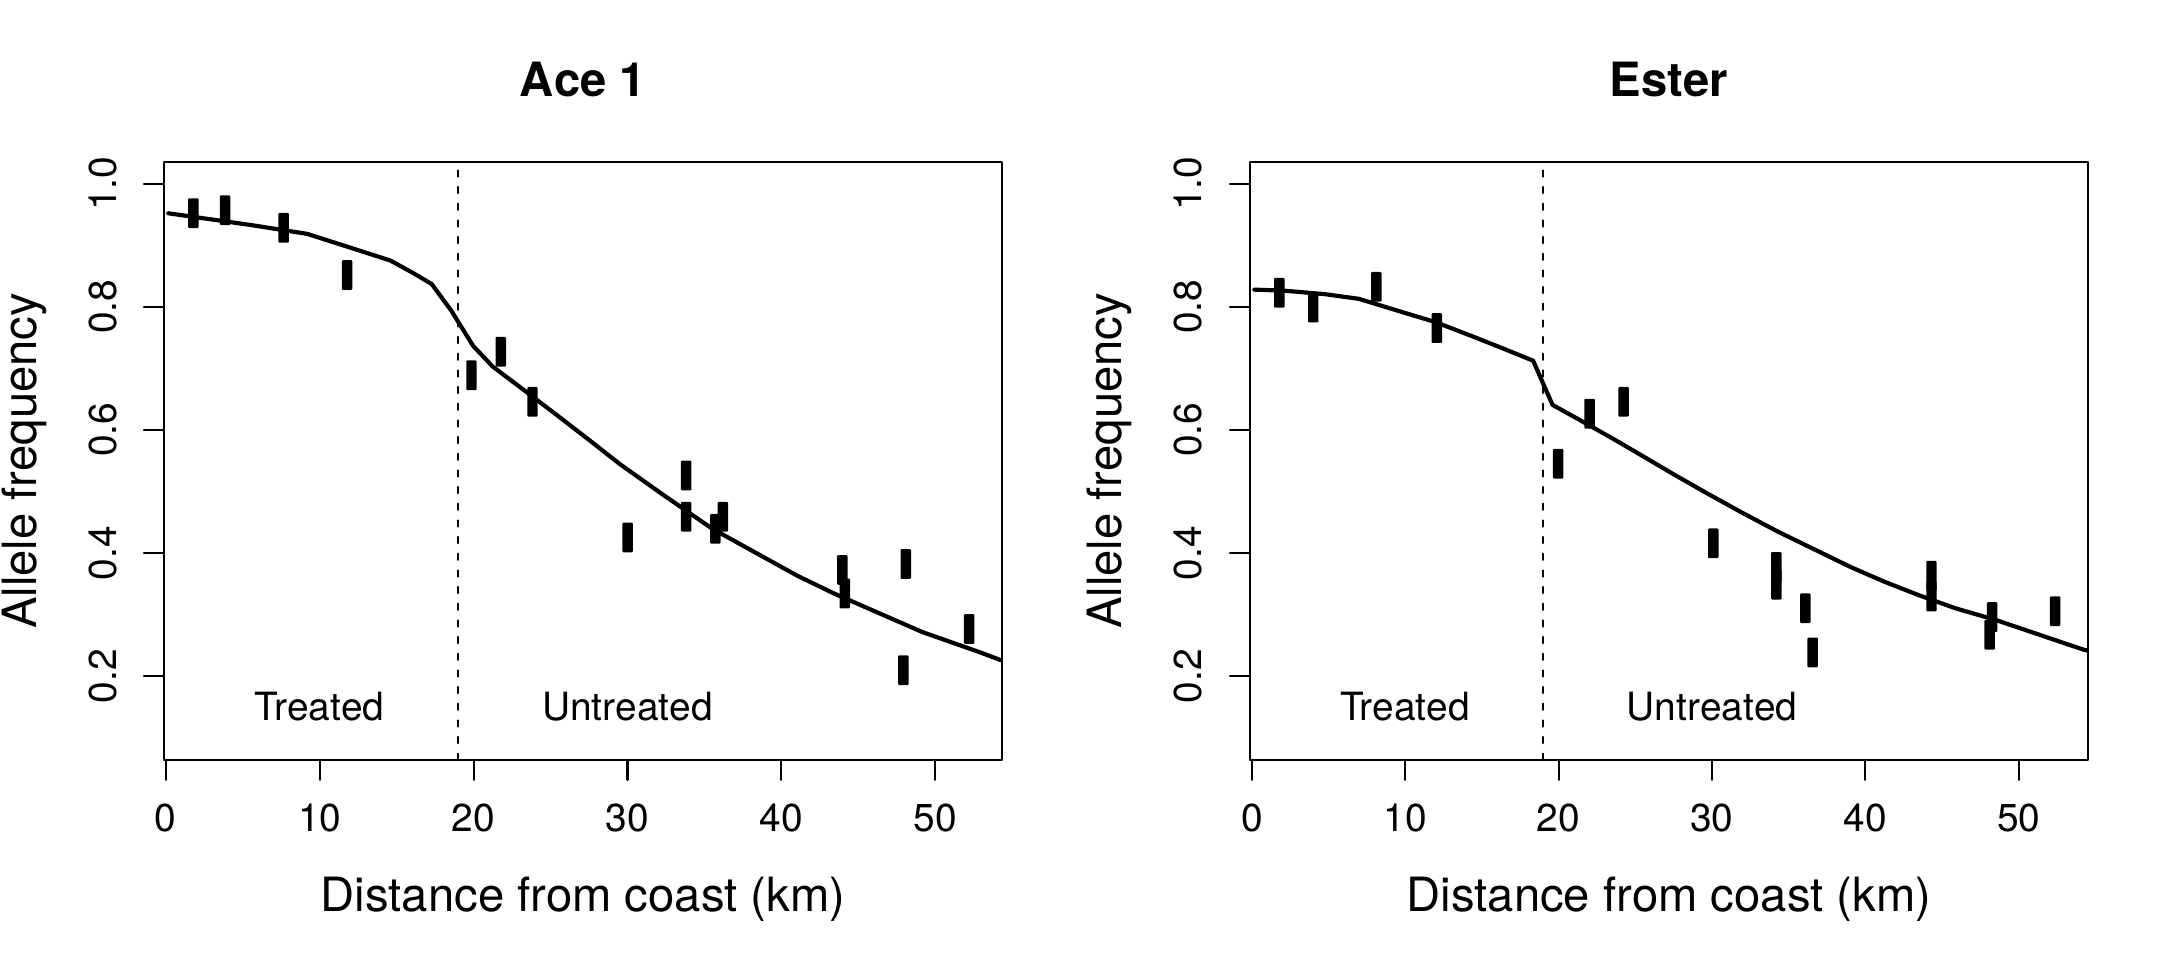 Ace 1
Allele frequency
1.0
0.8
0.6
0.4
0.2
Treated
Untreated
0 10 20 30 40 50
Distance from coast (km)
Ester
Allele frequency
1.0
0.8
0.6
0.4
0.2
Treated
Untreated
0 10 20 30 40 50
Distance from coast (km)